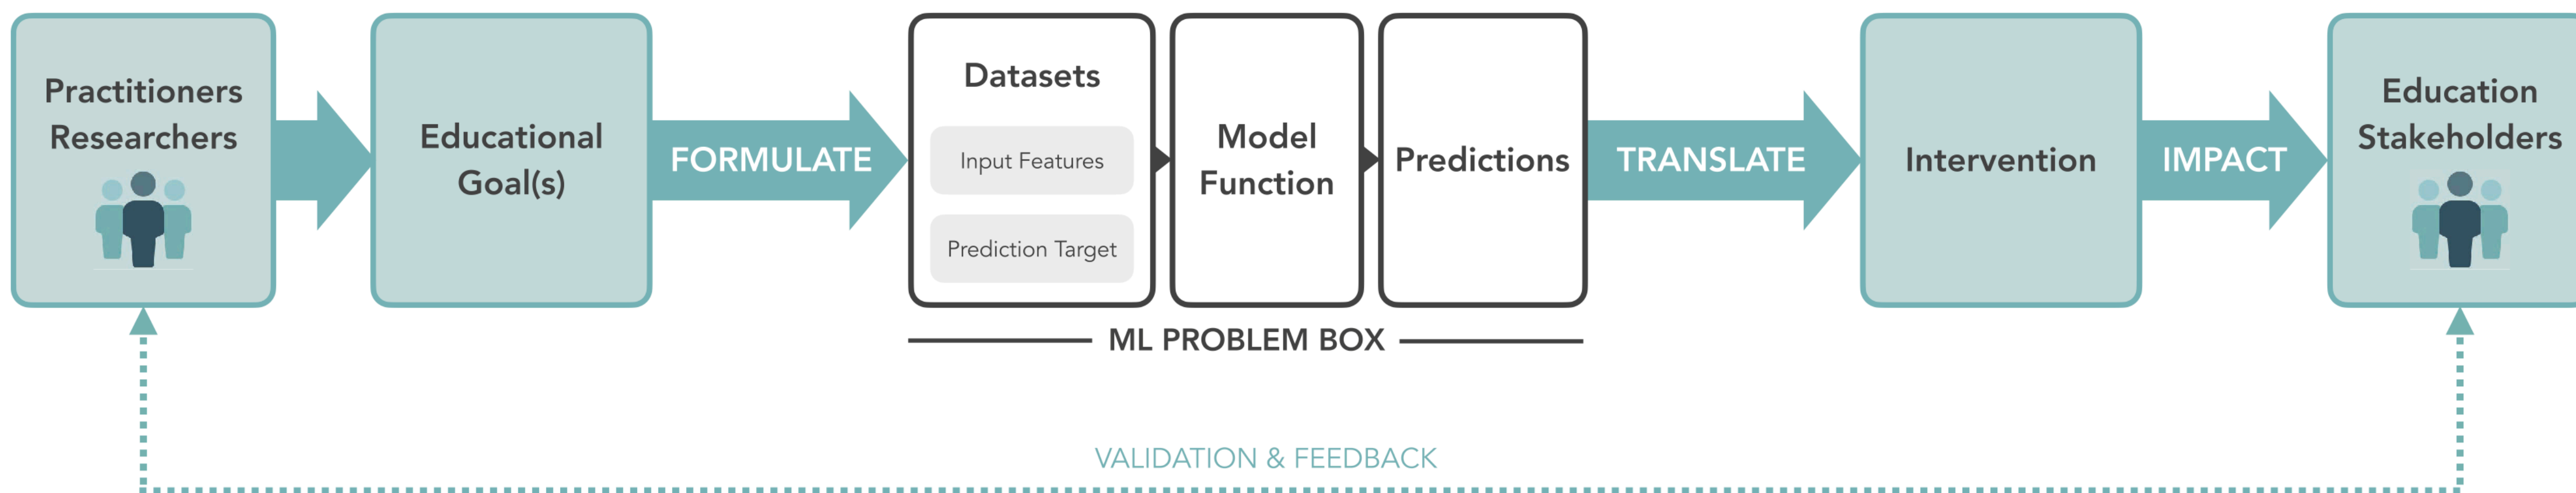 Practitioners
Researchers
Educational
Goal(s)
FORMULATE
Datasets
Input Features
Prediction Target
Model
Function
Predictions
TRANSLATE
Intervention
IMPACT
Education
Stakeholders
ML PROBLEM BOX
VALIDATION & FEEDBACK